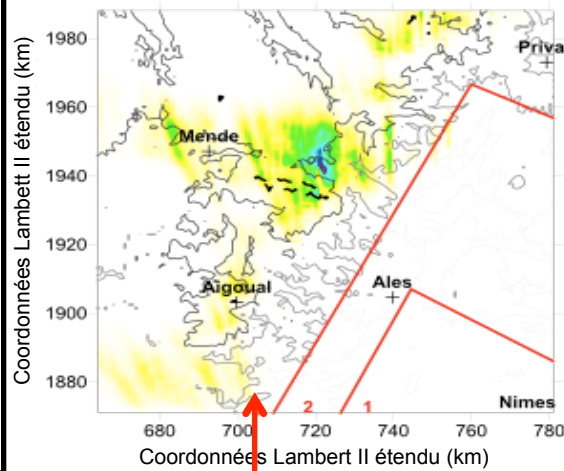 Coordonnées Lambett II étendu (km)
1980
1960
1940
1920
1900
1880
Priva
Mende
Aigoual
Ales
Nimes
2
1
680
700
720
740
760
780
Coordonnées Lambert II étendu (km)